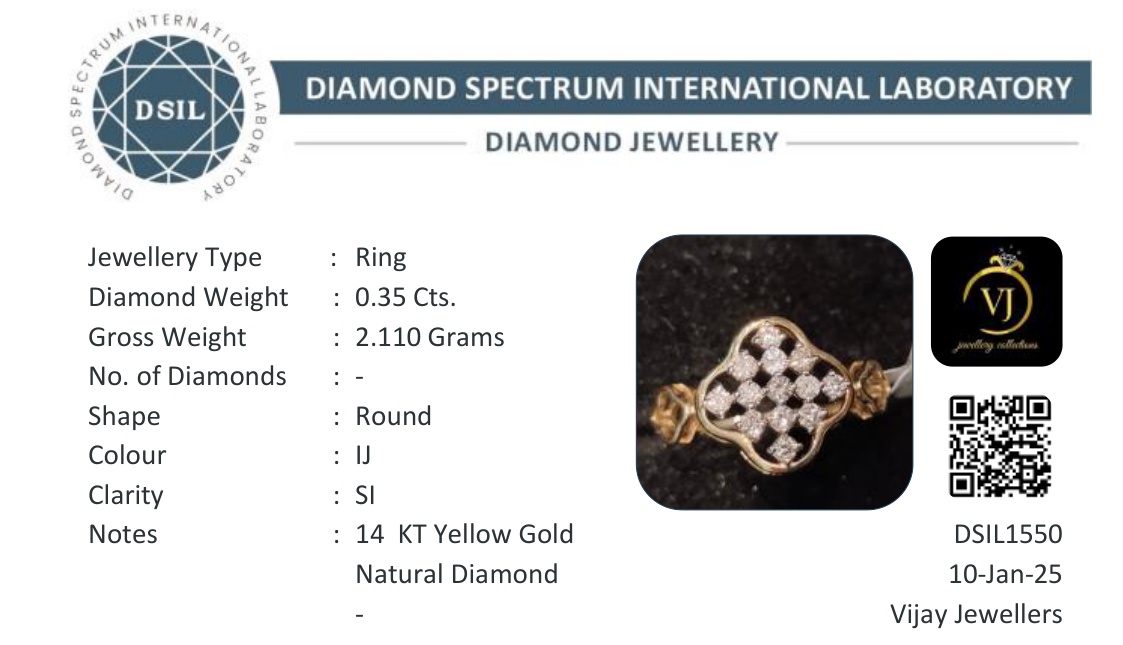 DIAMOND SPECTRUM INTERNATIONAL LABORATORY
DSIL
DIAMOND SPECTRUM INTERNATIONAL LABORATORY
DIAMOND JEWELLERY
Jewellery Type : Ring
Diamond Weight : 0.35 Cts.
Gross Weight : 2.110 Grams
No. of Diamonds : -
Shape : Round
Colour : IJ
Clarity : SI
Notes : 14 KT Yellow Gold
Natural Diamond
-
VJ
jewellery collections
DSIL1550
10-Jan-25
Vijay Jewellers